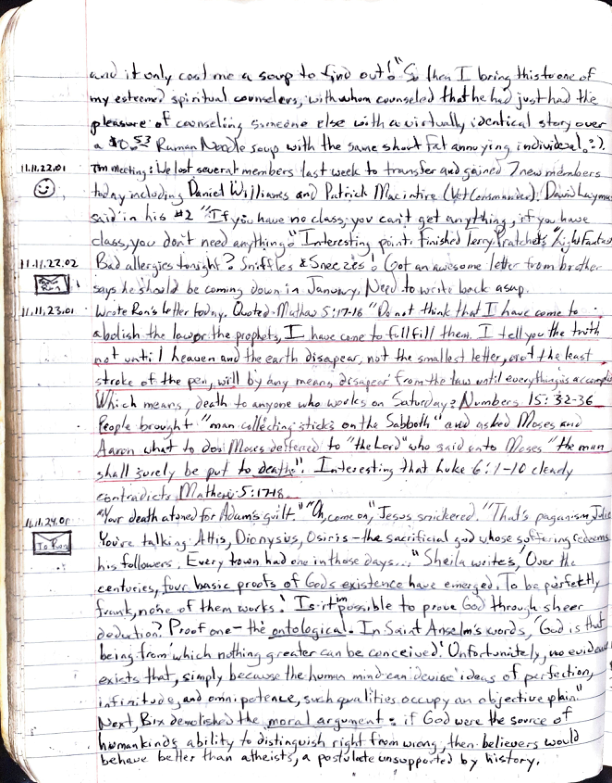 and it only cost me a soup to find out!" So then I bring this to one of
my esteemed spiritual counselers, with whom counseled that he had just had the
pleasure of counseling someone else with a virtually identical story over
a $0.53 Raman Noodle soup with the same short fat annying individual. :).
11.11.22.01 TM meeting: We lost several members last week to transfer and gained 7 new members
today including Daniel Williams and Patrick Macintire (Vet Commander). David
said in his #2 "If you have no class, you can't get anything, if you have
class, you don't need anything." Interesting point. Finished Terry Pratchet's "Light Fantas
11.11.22.02 Bad allergies tonight? Sniffles & Sneezes! Got an awesome letter from brother
says he should be coming down in January. Need to write back asap.
11.11.23.01 Wrote Ron's letter today. Quoted Mathew 5:17-18 "Do not think that I have come to
abolish the law or the prophets, I have come to fullfill them. I tell you the truth
not until heaven and the earth disapear, not the smallest letter, not the least
stroke of the pen, will by any means disapear from the law until everything is accomp
Which means, death to anyone who works on Saturday? Numbers 15:32-36
People brought "man collecting sticks on the Sabboth" and asked Moses and
Aaron what to do. Moses deffered to "the Lord" who said unto Moses "the man
shall surely be put to death". Interesting that Luke 6:1-10 clearly
contradicts Mathew 5:17-18.
11.11.24.01 "Your death atoned for Adam's guilt." "Oh, come on," Jesus snickered. "That's paganism,
To Ron You're talking Attis, Dionysius, Osiris – the sacrificial god whose suffering redeems
his followers. Every town had one in those days..." Sheila writes, 'Over the
centuries, four basic proofs of Gods existence have emerged. To be perfectly
frank, none of them works.' Is it possible to prove God through sheer
deduction? Proof one – the ontological. In Saint Anselm's words, 'God is that
being from which nothing greater can be conceived.' Unfortunately, no eviden
exists that, simply because the human mind can devise ideas of perfection,
infinitude, and omnipotence, such qualities occupy an objective plain."
Next, Bix demolished the moral argument: if God were the source of
humankinds ability to distinguish right from wrong, then believers would
behave better than atheists, a postulate unsupported by history.